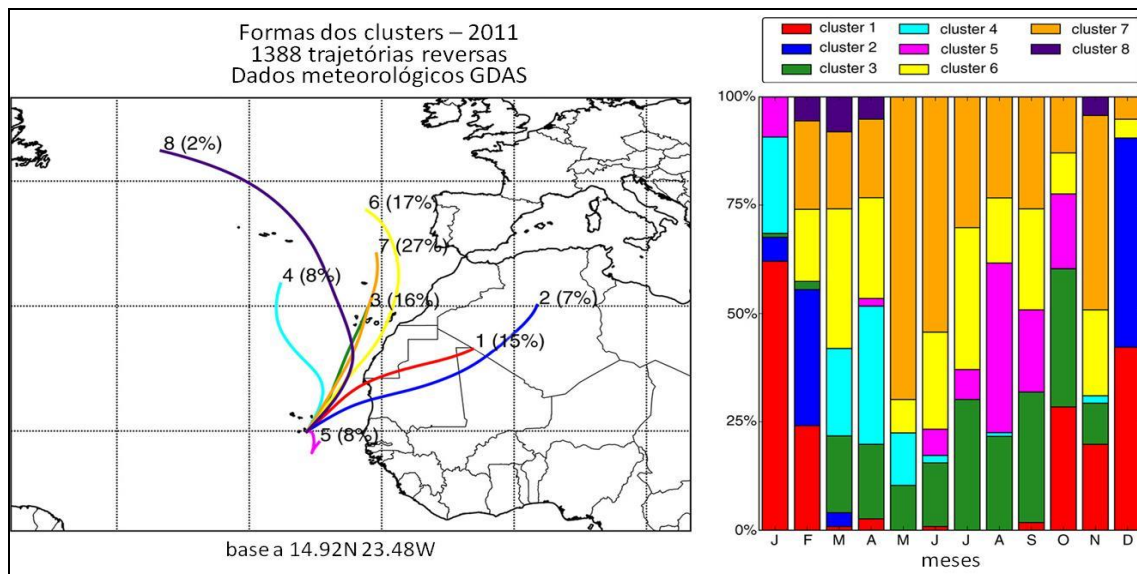 Formas dos clusters – 2011
1388 trajetórias reversas
Dados meteorológicos GDAS
8 (2%)
6 (17%)
7 (27%)
4 (8%)
3 (16%)
2 (7%)
1 (15%)
5 (8%)
base a 14.92N 23.48W
cluster 1
cluster 4
cluster 7
cluster 2
cluster 5
cluster 8
cluster 3
cluster 6
100%
75%
50%
25%
0%
J F M A M J J A S O N D
meses